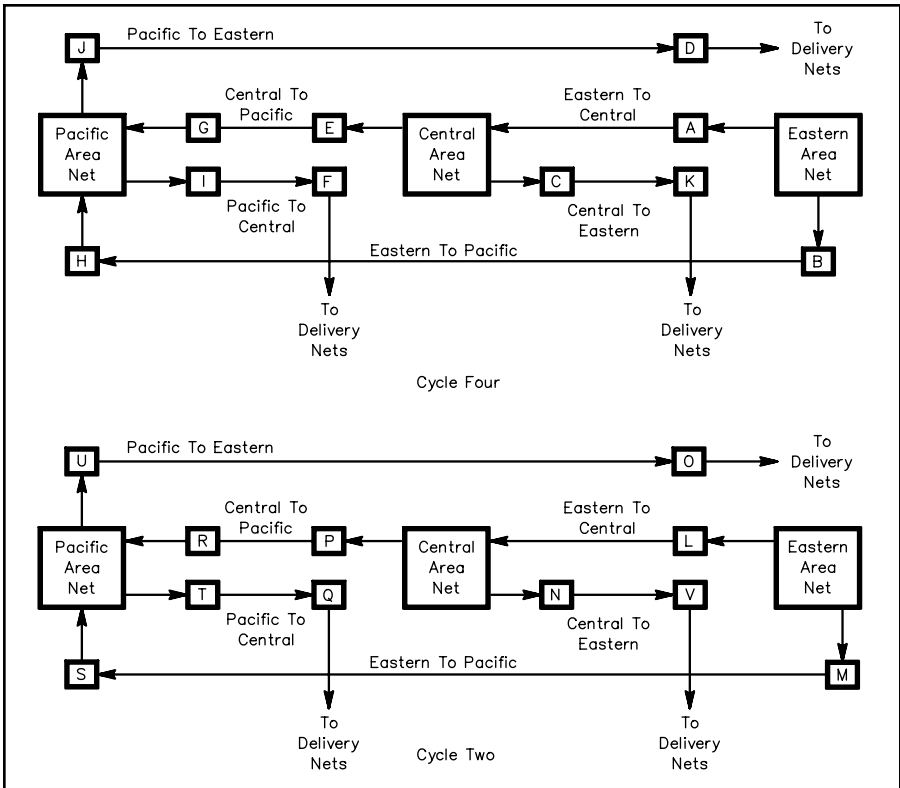 Pacific To Eastern
To
Delivery
Nets
J
D
Central To
Pacific
Eastern To
Central
Pacific
Area
Net
G
E
Central
Area
Net
A
Eastern
Area
Net
I
F
C
K
Pacific To
Central
Central To
Eastern
H
Eastern To Pacific
B
To
Delivery
Nets
To
Delivery
Nets
Cycle Four
Pacific To Eastern
To
Delivery
Nets
U
O
Central To
Pacific
Eastern To
Central
Pacific
Area
Net
R
P
Central
Area
Net
L
Eastern
Area
Net
T
Q
N
V
Pacific To
Central
Central To
Eastern
S
Eastern To Pacific
M
To
Delivery
Nets
To
Delivery
Nets
Cycle Two